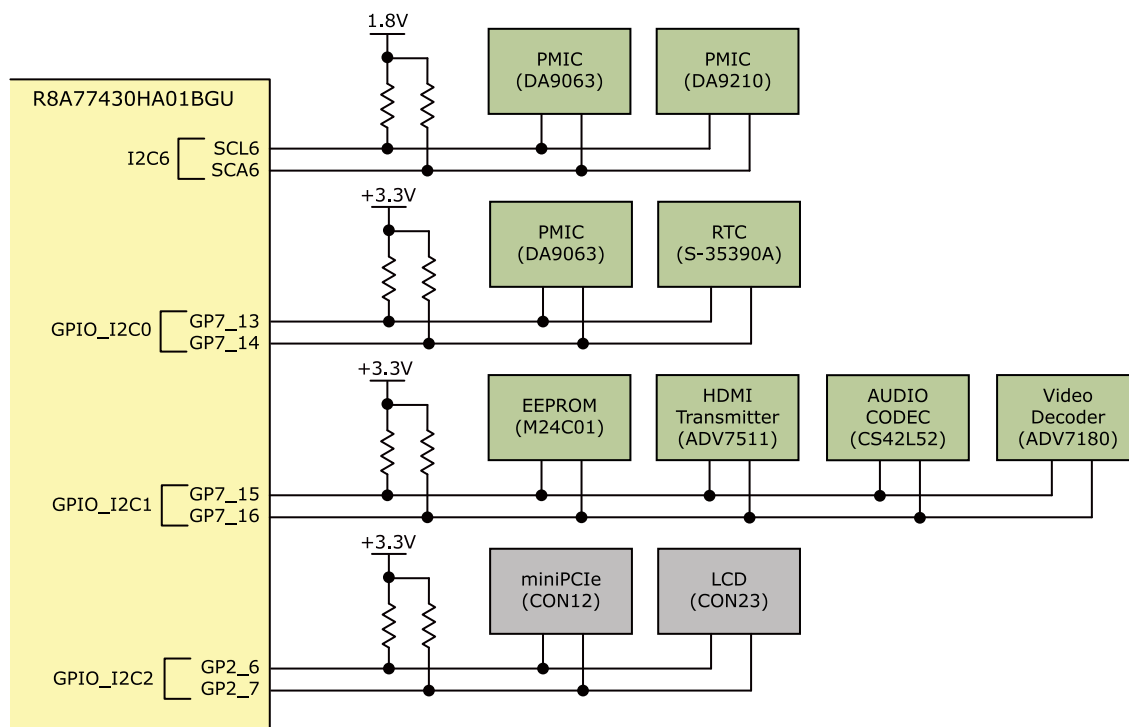 1.8V
PMIC
(DA9063)
PMIC
(DA9210)
R8A77430HA01BGU
I2C6
SCL6
SCA6
+3.3V
PMIC
(DA9063)
RTC
(S-35390A)
GPIO_I2C0
GP7_13
GP7_14
+3.3V
EEPROM
(M24C01)
HDMI
Transmitter
(ADV7511)
AUDIO
CODEC
(CS42L52)
Video
Decoder
(ADV7180)
GPIO_I2C1
GP7_15
GP7_16
+3.3V
miniPCIe
(CON12)
LCD
(CON23)
GPIO_I2C2
GP2_6
GP2_7